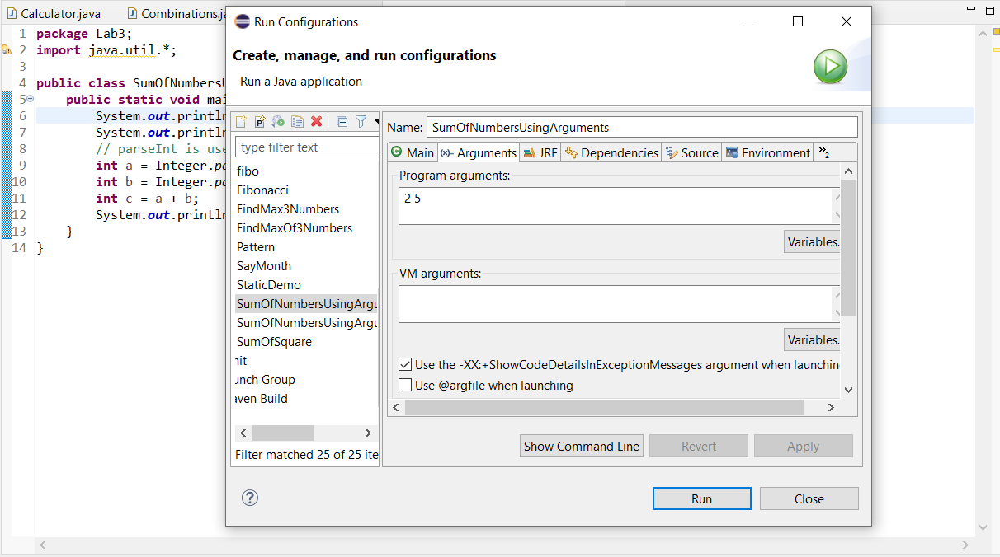 Calculator.java
Combinations.ja
1 package Lab3;
2 import java.util.*;
3
4 public class SumOfNumbersU
5 public static void mai
6 System.out.println
7 System.out.println
8 // parseInt is use
9 int a = Integer.pa
10 int b = Integer.pa
11 int c = a + b;
12 System.out.println
13 }
14 }
Run Configurations
Create, manage, and run configurations
Run a Java application
type filter text
fibo
Fibonacci
FindMax3Numbers
FindMaxOf3Numbers
Pattern
SayMonth
StaticDemo
SumOfNumbersUsingArgu
SumOfNumbersUsingArgu
SumOfSquare
nit
unch Group
aven Build
Filter matched 25 of 25 ite
Name: SumOfNumbersUsingArguments
Main (x)= Arguments JRE Dependencies Source Environment »2
Program arguments:
2 5
Variables.
VM arguments:
Variables.
Use the -XX:+ShowCodeDetailsInExceptionMessages argument when launchin
Use @argfile when launching
Show Command Line Revert Apply
? Run Close